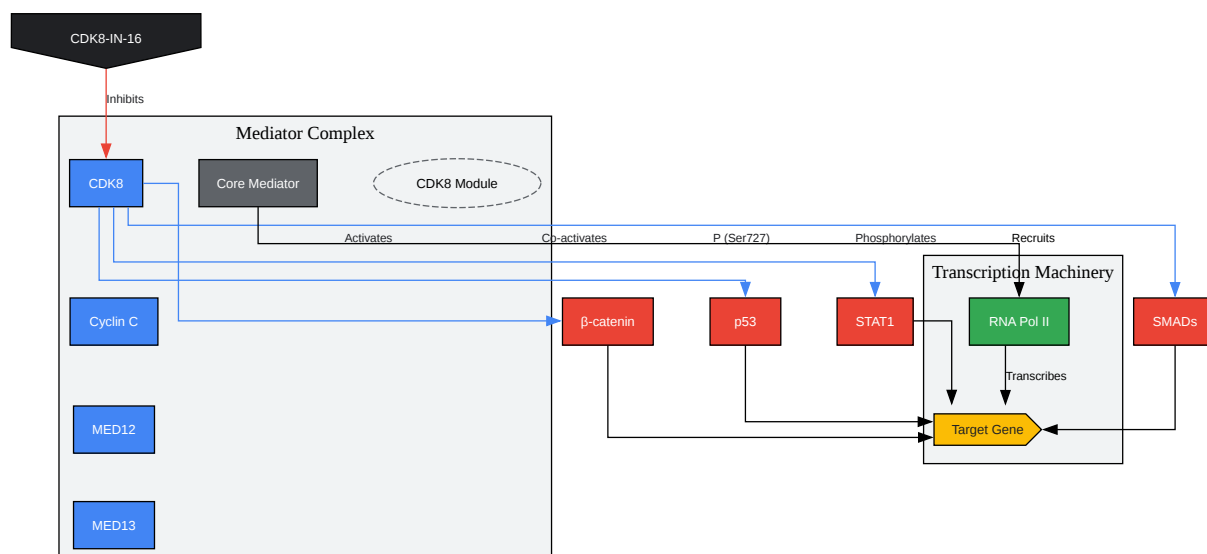 CDK8-IN-16
Inhibits
Mediator Complex
CDK8
Core Mediator
CDK8 Module
Activates
Co-activates
P (Ser727)
Phosphorylates
Recruits
Transcription Machinery
Cyclin C
β-catenin
p53
STAT1
RNA Pol II
SMADs
Transcribes
MED12
Target Gene
MED13